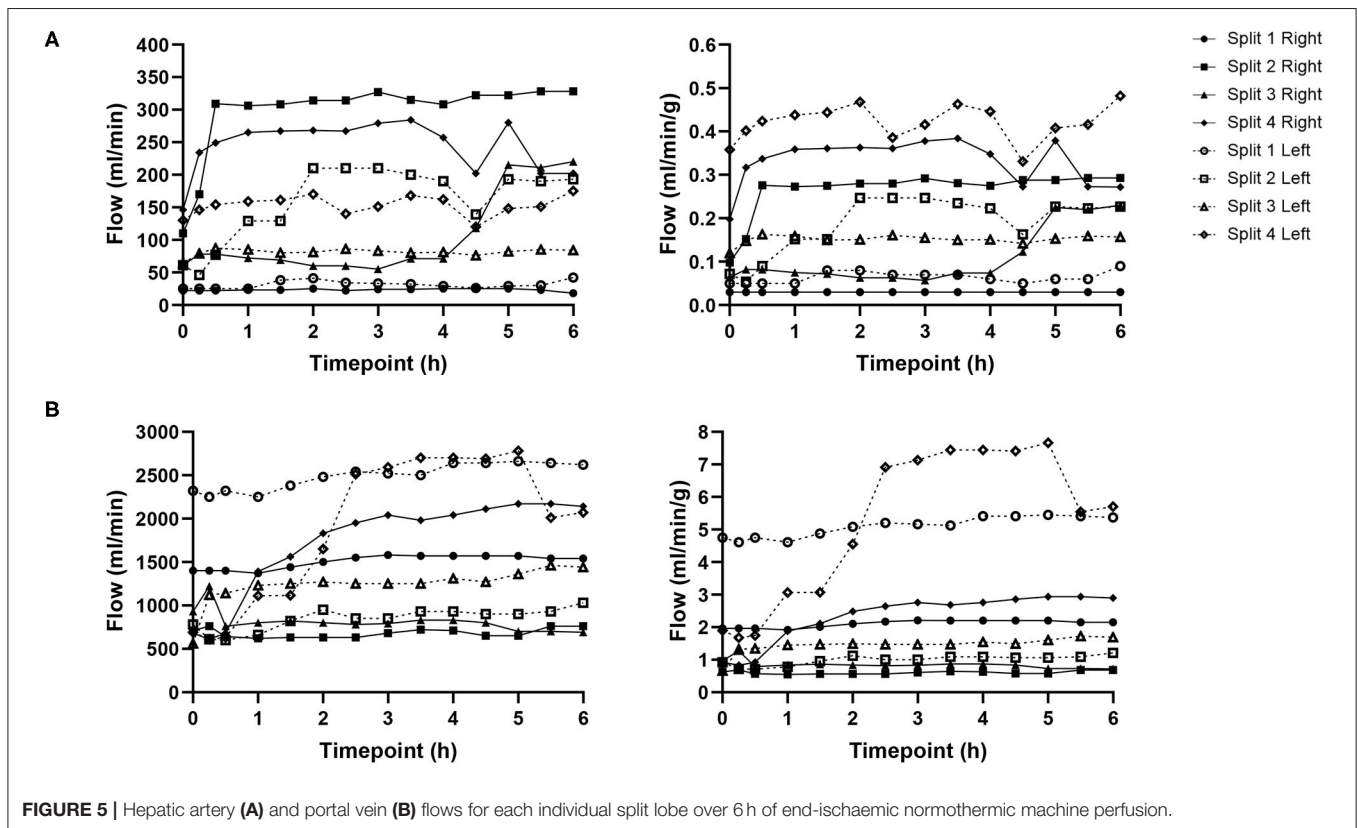 A
Flow (ml/min)
400
350
300
250
200
150
100
50
0
0 1 2 3 4 5 6
Timepoint (h)
Flow (ml/min/g)
0.6
0.5
0.4
0.3
0.2
0.1
0.0
0 1 2 3 4 5 6
Timepoint (h)
Split 1 Right
Split 2 Right
Split 3 Right
Split 4 Right
Split 1 Left
Split 2 Left
Split 3 Left
Split 4 Left
B
Flow (ml/min)
3000
2500
2000
1500
1000
500
0
0 1 2 3 4 5 6
Timepoint (h)
Flow (ml/min/g)
8
7
6
5
4
3
2
1
0
0 1 2 3 4 5 6
Timepoint (h)
FIGURE 5 | Hepatic artery (A) and portal vein (B) flows for each individual split lobe over 6 h of end-ischaemic normothermic machine perfusion.